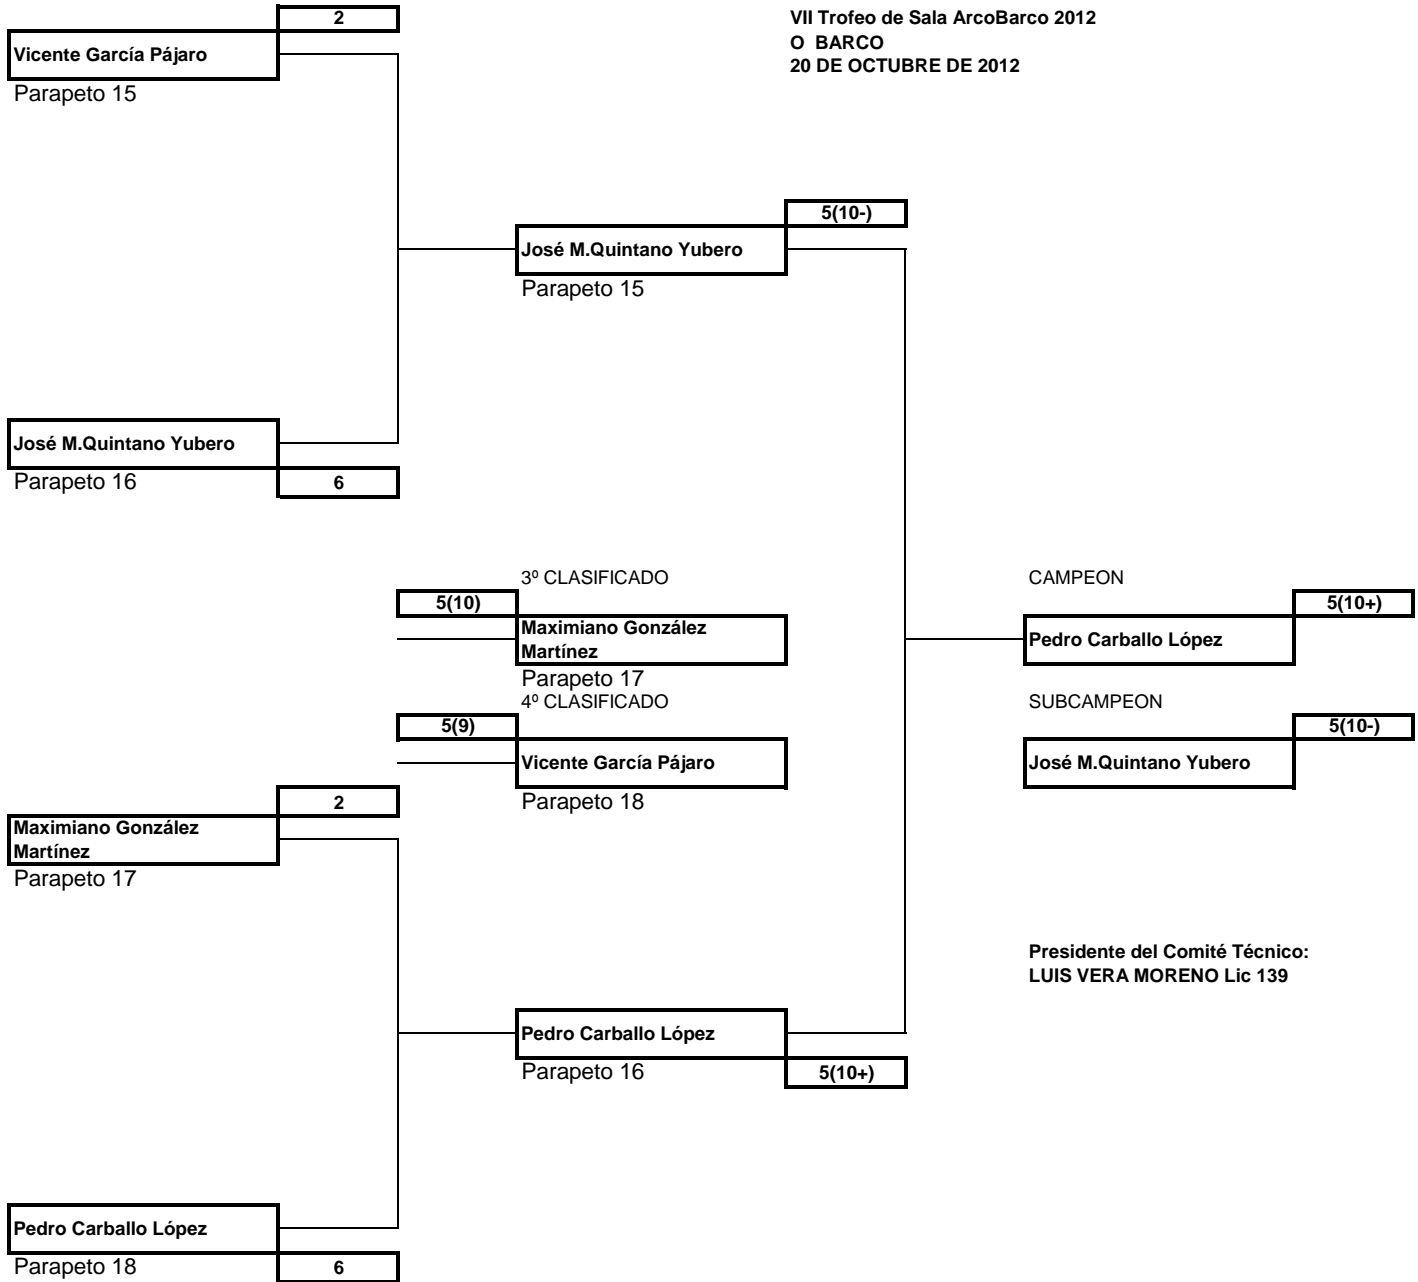 2
VII Trofeo de Sala ArcoBarco 2012
Vicente García Pájaro
O BARCO
20 DE OCTUBRE DE 2012
Parapeto 15
5(10-)
José M.Quintano Yubero
Parapeto 15
José M.Quintano Yubero
Parapeto 16
6
3º CLASIFICADO
CAMPEON
5(10)
5(10+)
Maximiano González
Martínez
Pedro Carballo López
Parapeto 17
4º CLASIFICADO
SUBCAMPEON
5(9)
5(10-)
Vicente García Pájaro
José M.Quintano Yubero
Parapeto 18
2
Maximiano González
Martínez
Parapeto 17
Presidente del Comité Técnico:
LUIS VERA MORENO Lic 139
Pedro Carballo López
Parapeto 16
5(10+)
Pedro Carballo López
Parapeto 18
6